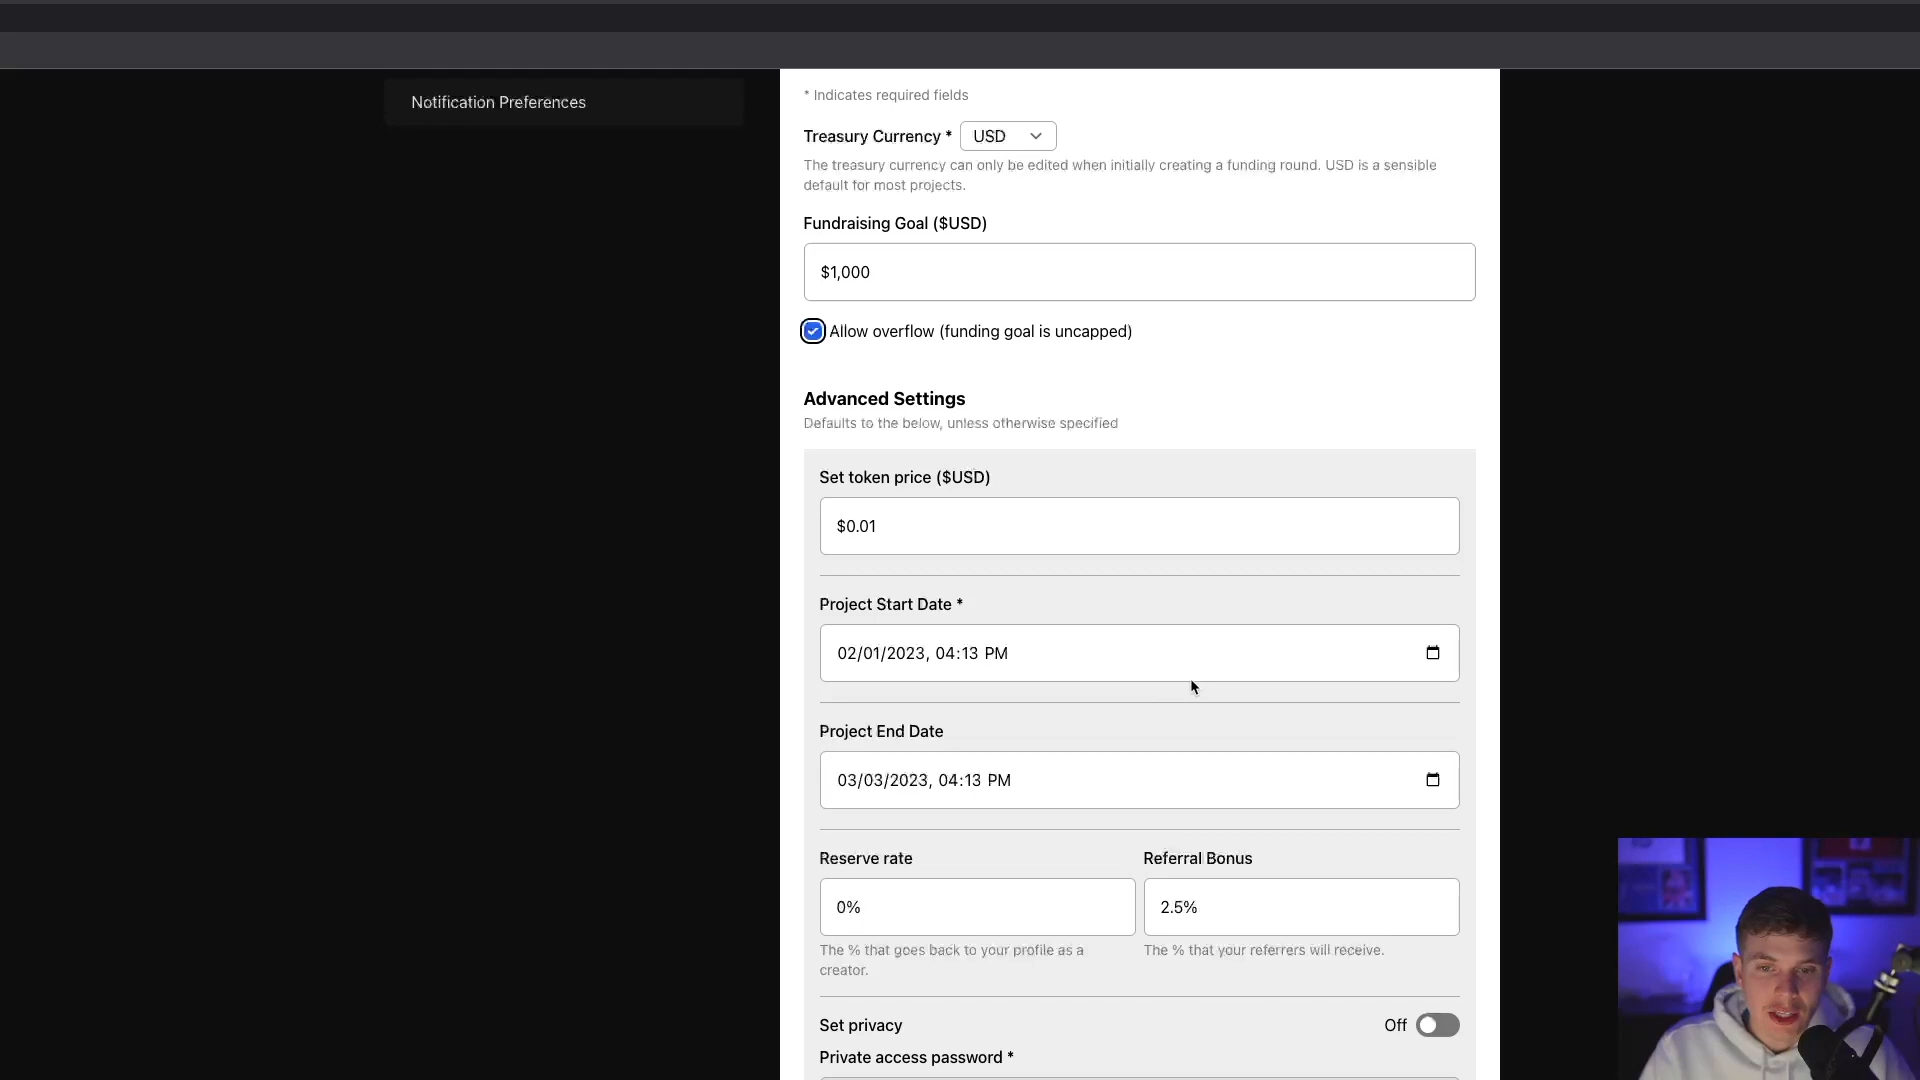 Notification Preferences
* Indicates required fields
Treasury Currency * USD
The treasury currency can only be edited when initially creating a funding round. USD is a sensible
default for most projects.
Fundraising Goal ($USD)
$1,000
Allow overflow (funding goal is uncapped)
Advanced Settings
Defaults to the below, unless otherwise specified
Set token price ($USD)
$0.01
Project Start Date *
02/01/2023, 04:13 PM
Project End Date
03/03/2023, 04:13 PM
Reserve rate
0%
The % that goes back to your profile as a
creator.
Referral Bonus
2.5%
The % that your referrers will receive.
Set privacy Off
Private access password *